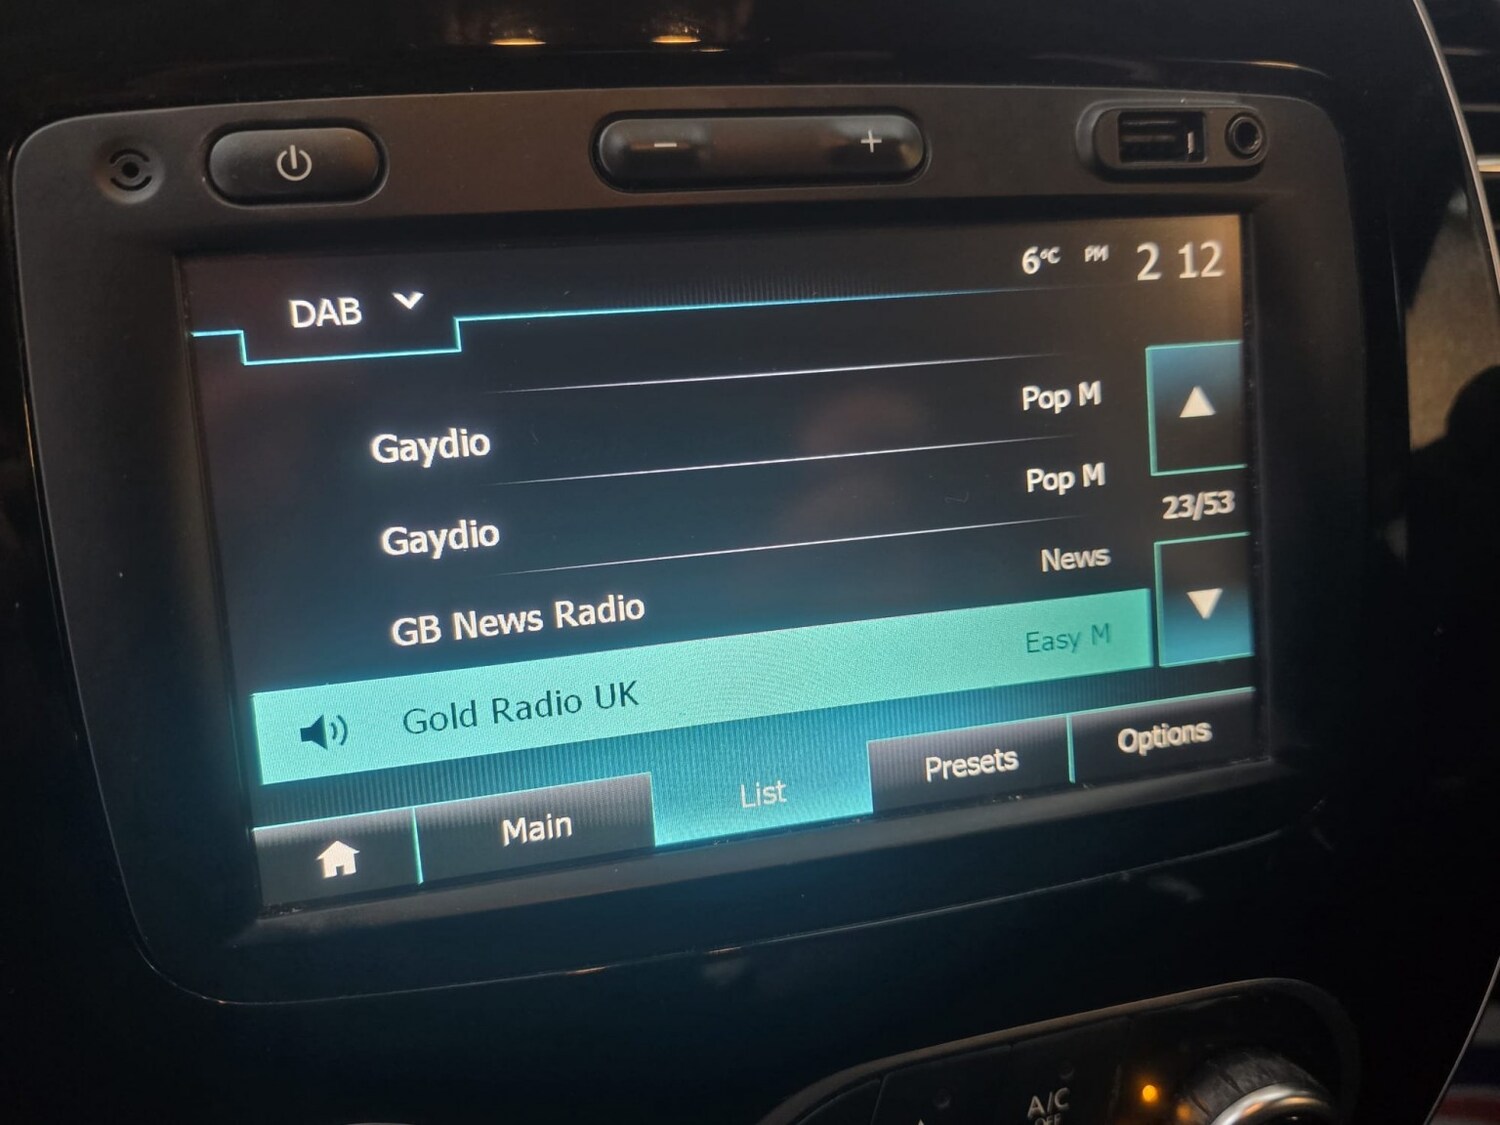 6°C PM 2 12
DAB
Pop M
Gaydio
Pop M
Gaydio
23/53
News
GB News Radio
Easy M
Gold Radio UK
Main
List
Presets
Options
A/C
OFF